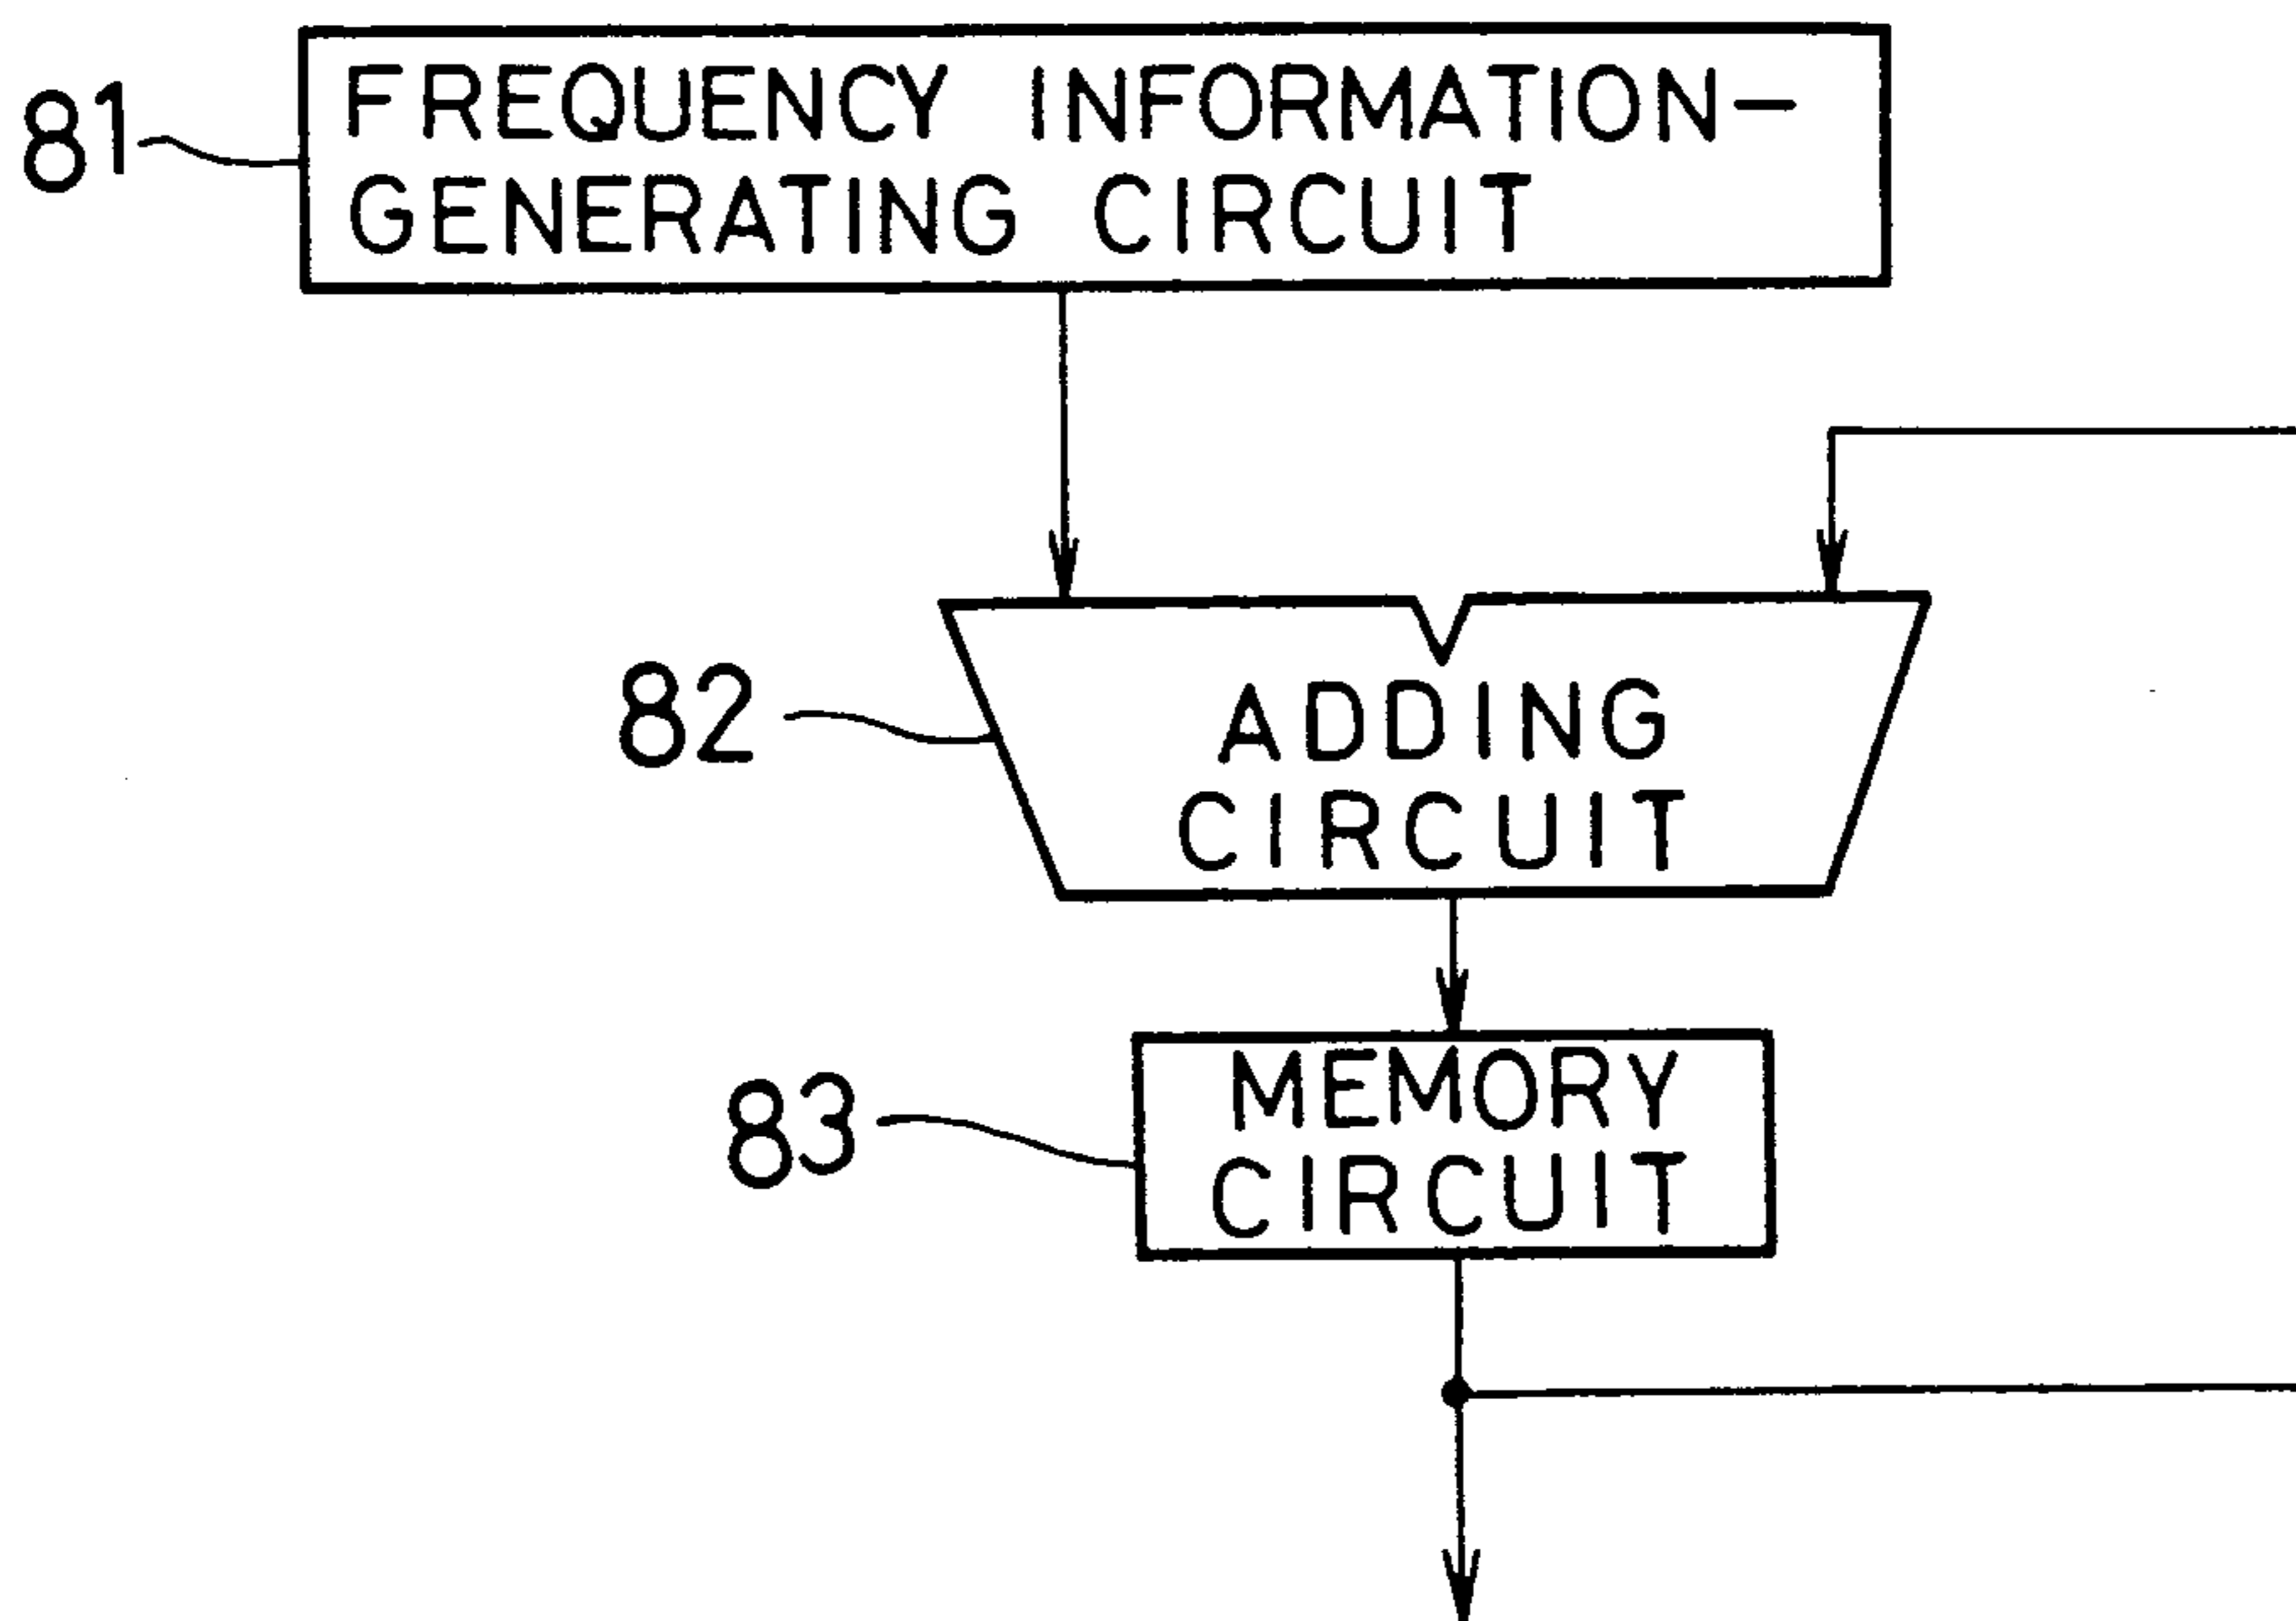 81
FREQUENCY INFORMATION-
GENERATING CIRCUIT
82
ADDING
CIRCUIT
83
MEMORY
CIRCUIT